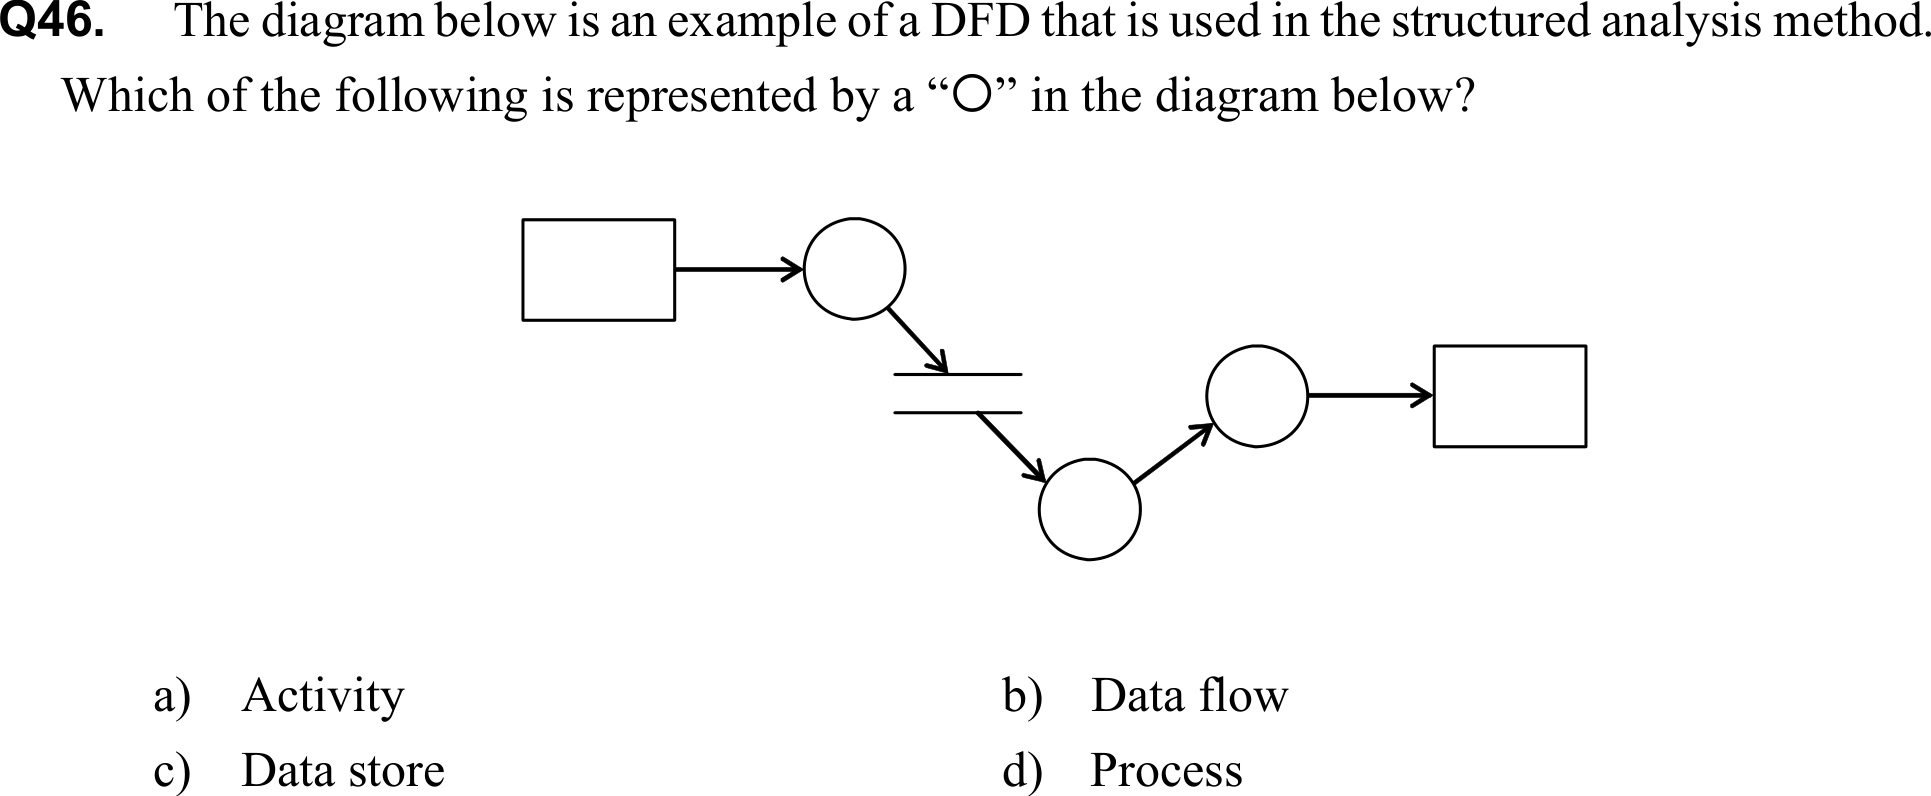 Q46. The diagram below is an example of a DFD that is used in the structured analysis method.
Which of the following is represented by a “○” in the diagram below?
a) Activity b) Data flow
c) Data store d) Process